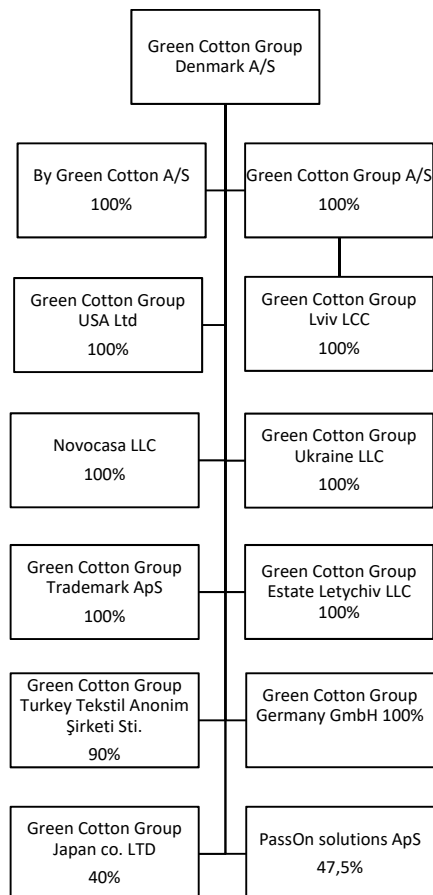 Green Cotton Group
Denmark A/S
By Green Cotton A/S
100%
Green Cotton Group A/S
100%
Green Cotton Group
USA Ltd
100%
Green Cotton Group
Lviv LCC
100%
Novocasa LLC
100%
Green Cotton Group
Ukraine LLC
100%
Green Cotton Group
Trademark ApS
100%
Green Cotton Group
Estate Letychiv LLC
100%
Green Cotton Group
Turkey Tekstil Anonim
Şirketi Sti.
90%
Green Cotton Group
Germany GmbH 100%
Green Cotton Group
Japan co. LTD
40%
PassOn solutions ApS
47,5%